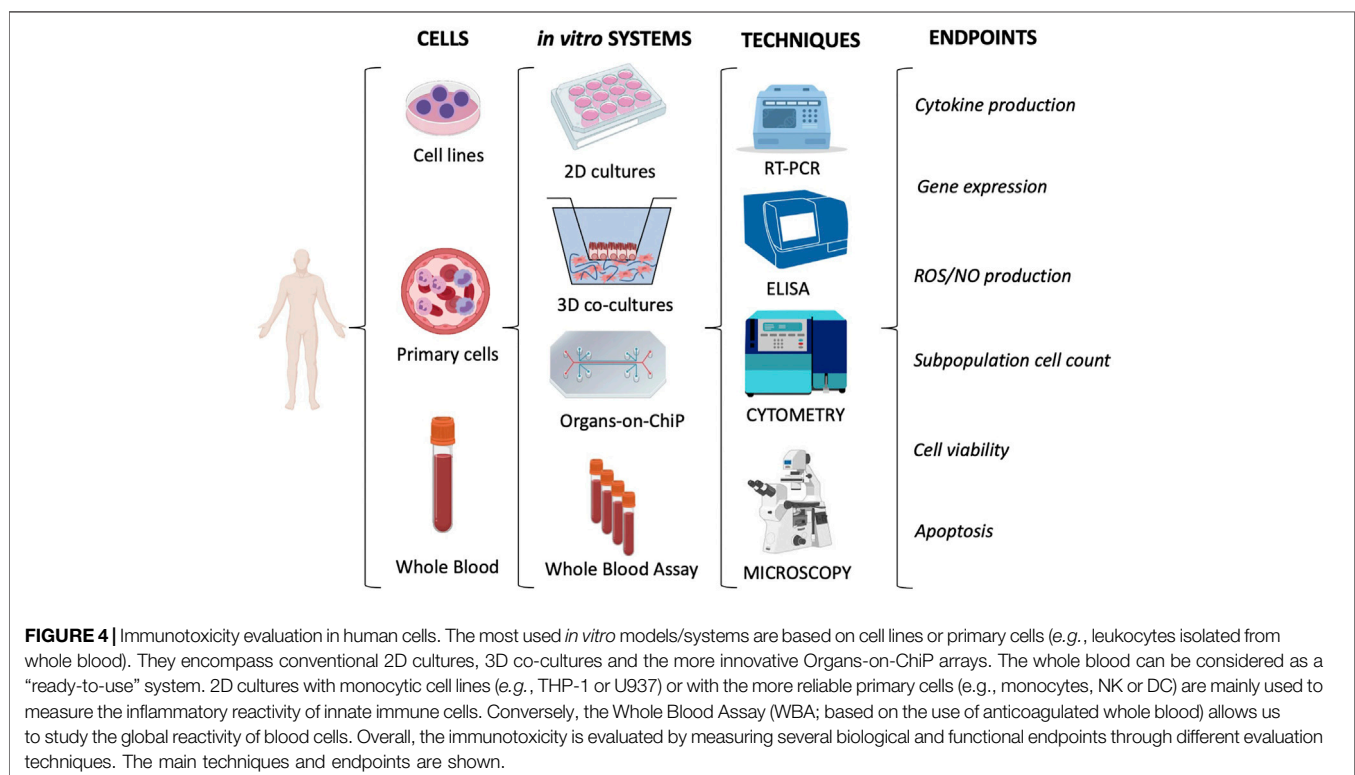 CELLS
in vitro SYSTEMS
TECHNIQUES
ENDPOINTS
Cell lines
Primary cells
Whole Blood
2D cultures
3D co-cultures
Organs-on-ChiP
Whole Blood Assay
RT-PCR
ELISA
CYTOMETRY
MICROSCOPY
Cytokine production
Gene expression
ROS/NO production
Subpopulation cell count
Cell viability
Apoptosis
FIGURE 4 | Immunotoxicity evaluation in human cells. The most used in vitro models/systems are based on cell lines or primary cells (e.g., leukocytes isolated from
whole blood). They encompass conventional 2D cultures, 3D co-cultures and the more innovative Organs-on-ChiP arrays. The whole blood can be considered as a
“ready-to-use” system. 2D cultures with monocytic cell lines (e.g., THP-1 or U937) or with the more reliable primary cells (e.g., monocytes, NK or DC) are mainly used to
measure the inflammatory reactivity of innate immune cells. Conversely, the Whole Blood Assay (WBA; based on the use of anticoagulated whole blood) allows us
to study the global reactivity of blood cells. Overall, the immunotoxicity is evaluated by measuring several biological and functional endpoints through different evaluation
techniques. The main techniques and endpoints are shown.